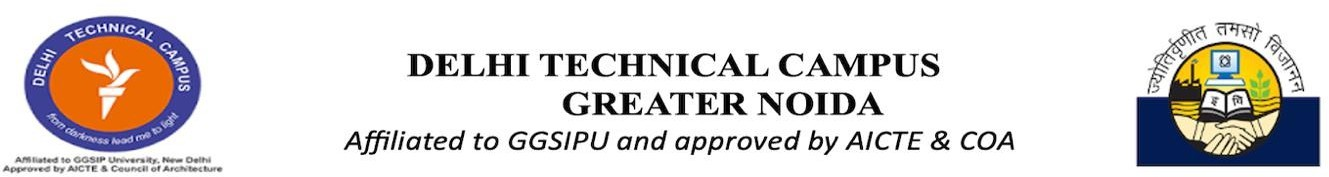 DELHI TECHNICAL CAMPUS
from darkness lead me to light
Affiliated to GGSIP University, New Delhi
Approved by AICTE & Council of Architecture
DELHI TECHNICAL CAMPUS
GREATER NOIDA
Affiliated to GGSIPU and approved by AICTE & COA
ज्योतिर्वृणीत तमसो विजानन